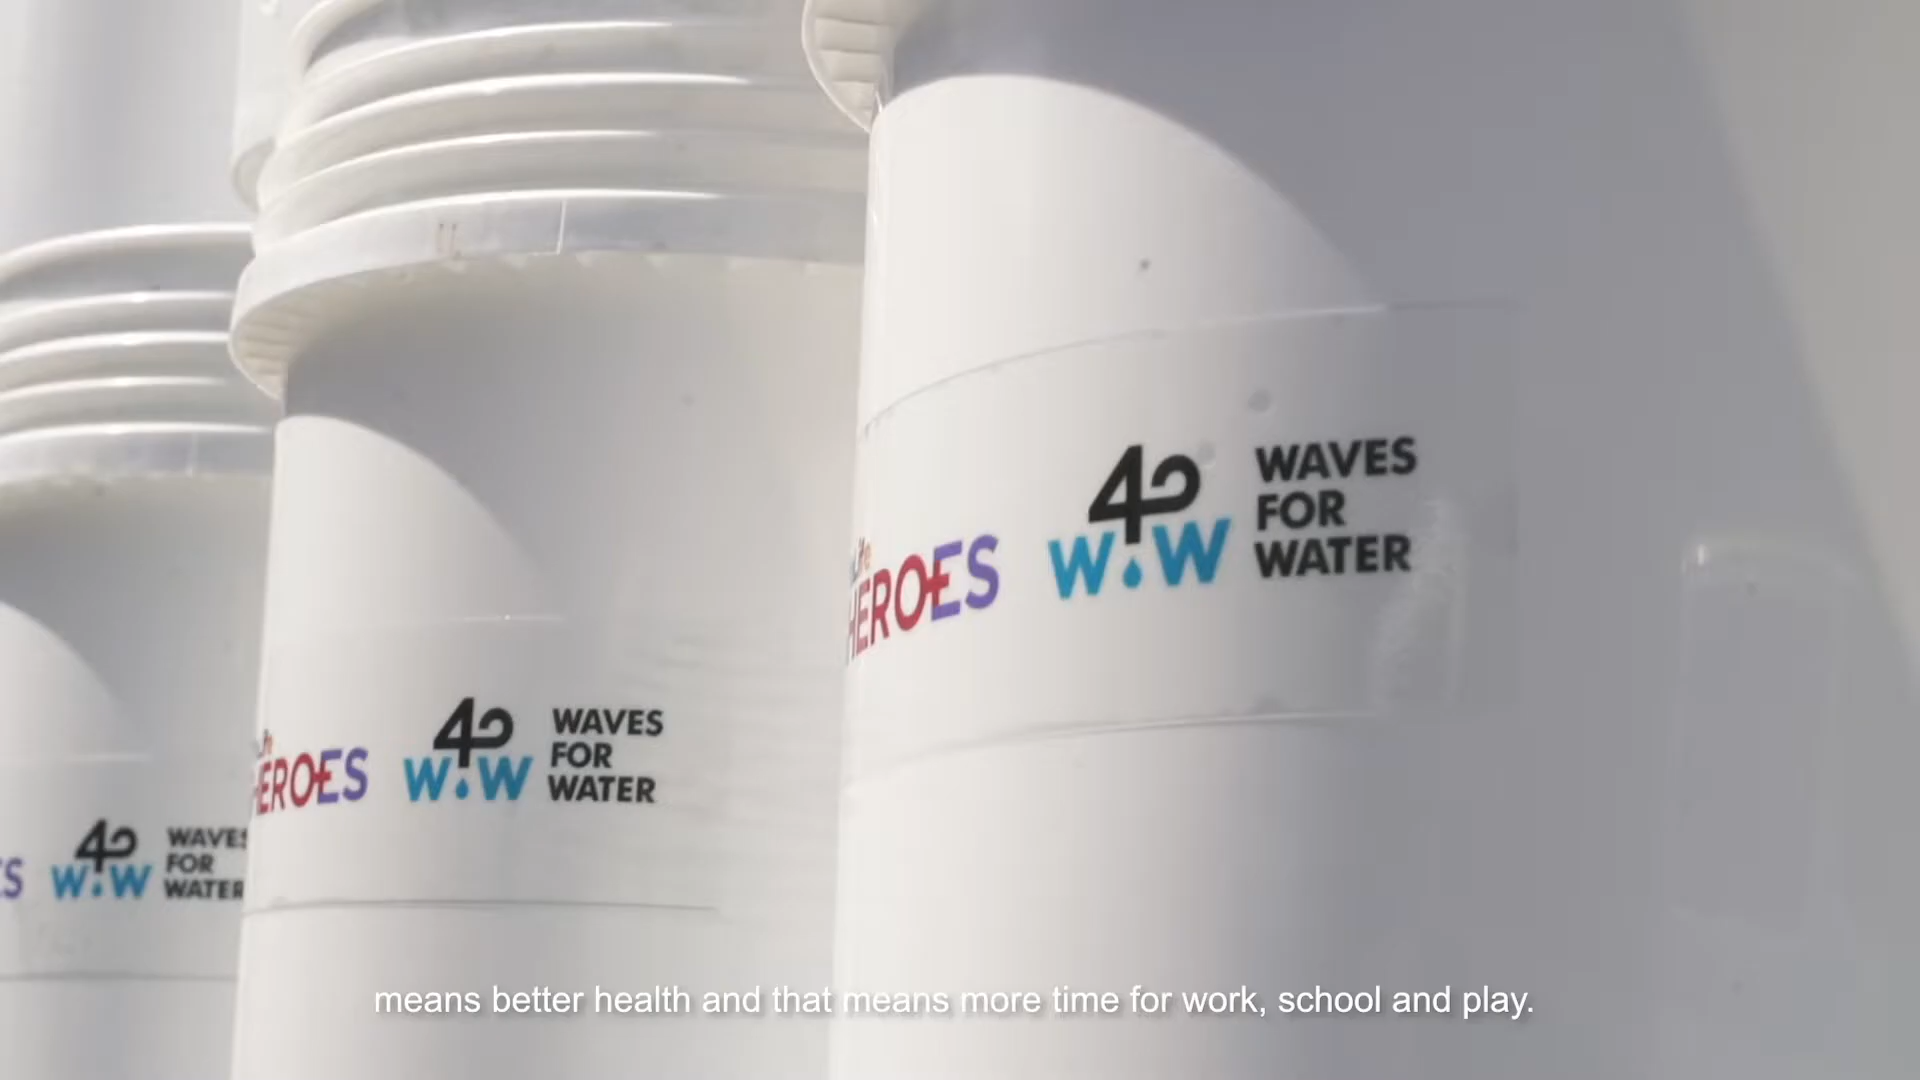 HEROES
W4W
WAVES
FOR
WATER
HEROES
W4W
WAVES
FOR
WATER
W4W
WAVES
FOR
WATER
means better health and that means more time for work, school and play.